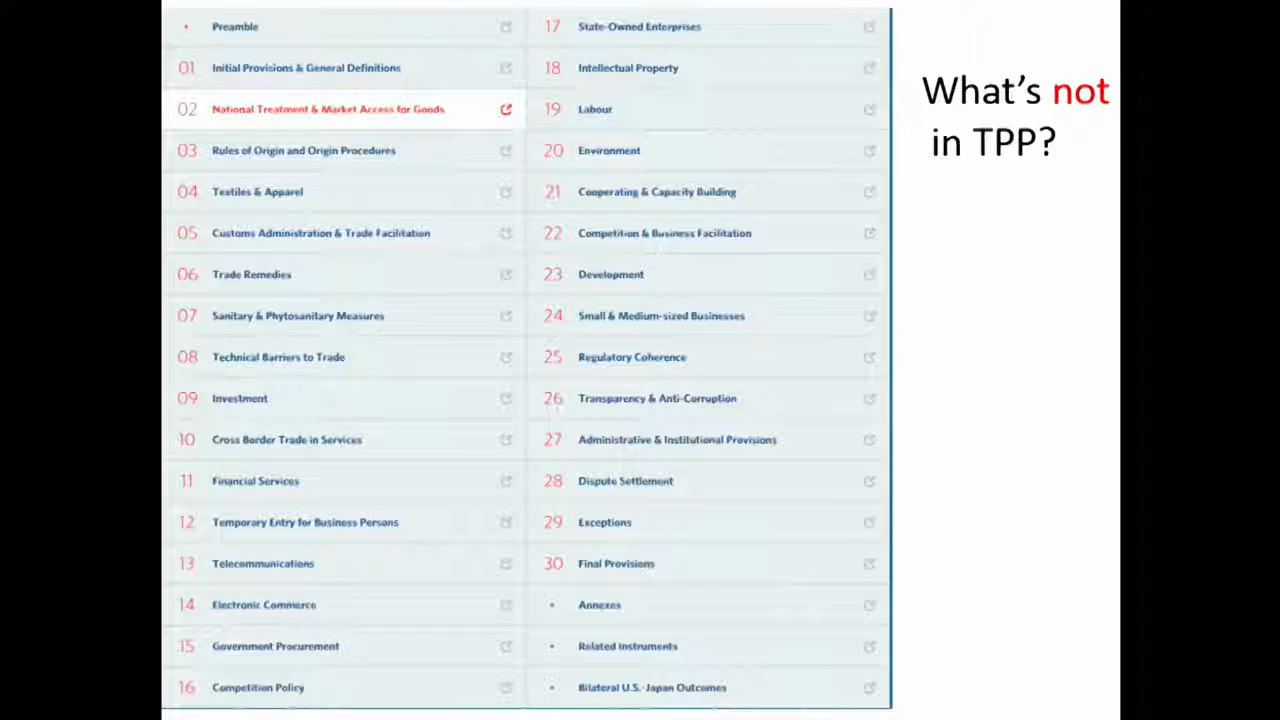 Preamble
01 Initial Provisions & General Definitions
02 National Treatment & Market Access for Goods
03 Rules of Origin and Origin Procedures
04 Textiles & Apparel
05 Customs Administration & Trade Facilitation
06 Trade Remedies
07 Sanitary & Phytosanitary Measures
08 Technical Barriers to Trade
09 Investment
10 Cross Border Trade in Services
11 Financial Services
12 Temporary Entry for Business Persons
13 Telecommunications
14 Electronic Commerce
15 Government Procurement
16 Competition Policy
17 State-Owned Enterprises
18 Intellectual Property
19 Labour
20 Environment
21 Cooperating & Capacity Building
22 Competition & Business Facilitation
23 Development
24 Small & Medium-sized Businesses
25 Regulatory Coherence
26 Transparency & Anti-Corruption
27 Administrative & Institutional Provisions
28 Dispute Settlement
29 Exceptions
30 Final Provisions
Annexes
Related Instruments
Bilateral U.S.-Japan Outcomes
What's not
in TPP?